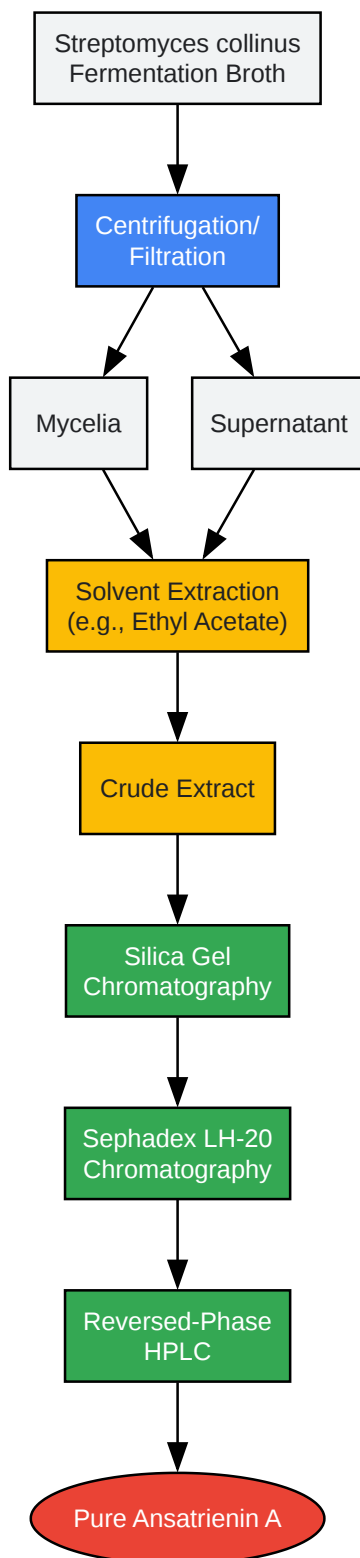 Streptomyces collinus
Fermentation Broth
Centrifugation/
Filtration
Mycelia
Supernatant
Solvent Extraction
(e.g., Ethyl Acetate)
Crude Extract
Silica Gel
Chromatography
Sephadex LH-20
Chromatography
Reversed-Phase
HPLC
Pure Ansatrienin A